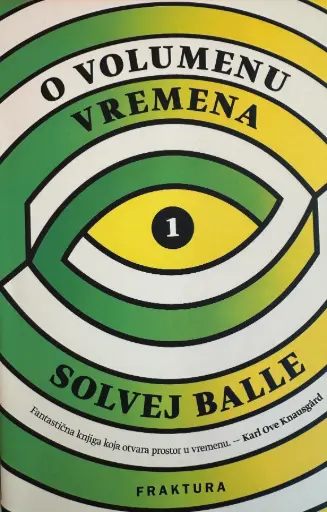 O VOLUMENU
VREMENA
1
SOLVEJ BALLE
Fantastična knjiga koja otvara prostor u vremenu. — Karl Ove Knausgård
FRAKTURA